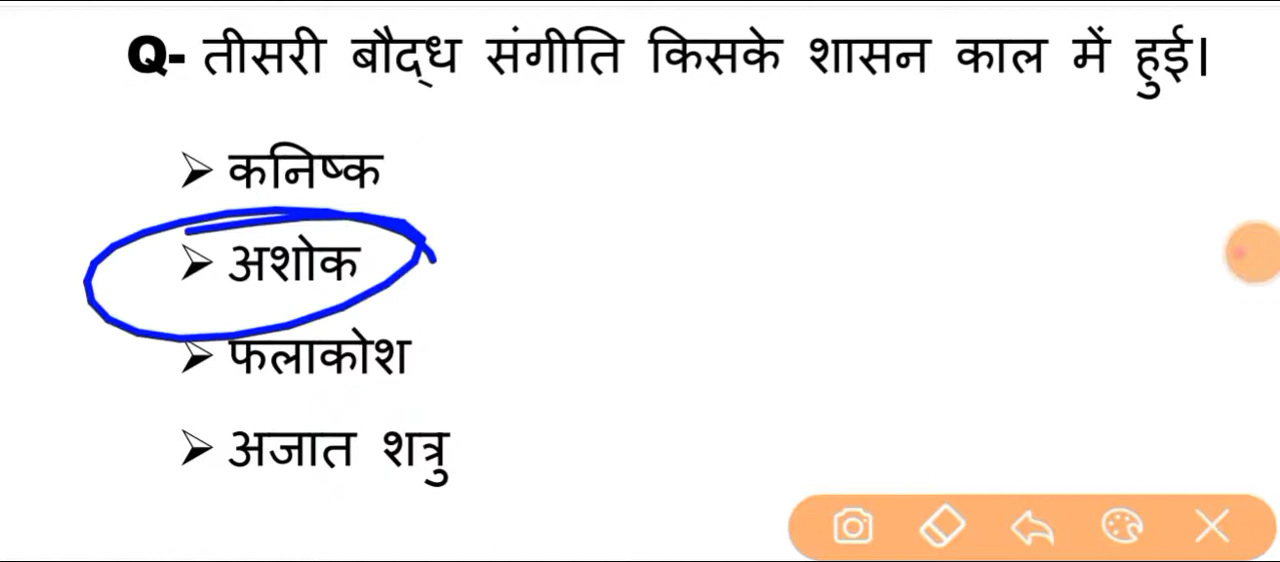 Q- तीसरी बौद्ध संगीति किसके शासन काल में हुई।
➢ कनिष्क
➢ अशोक
➢ फलाकोश
➢ अजात शत्रु